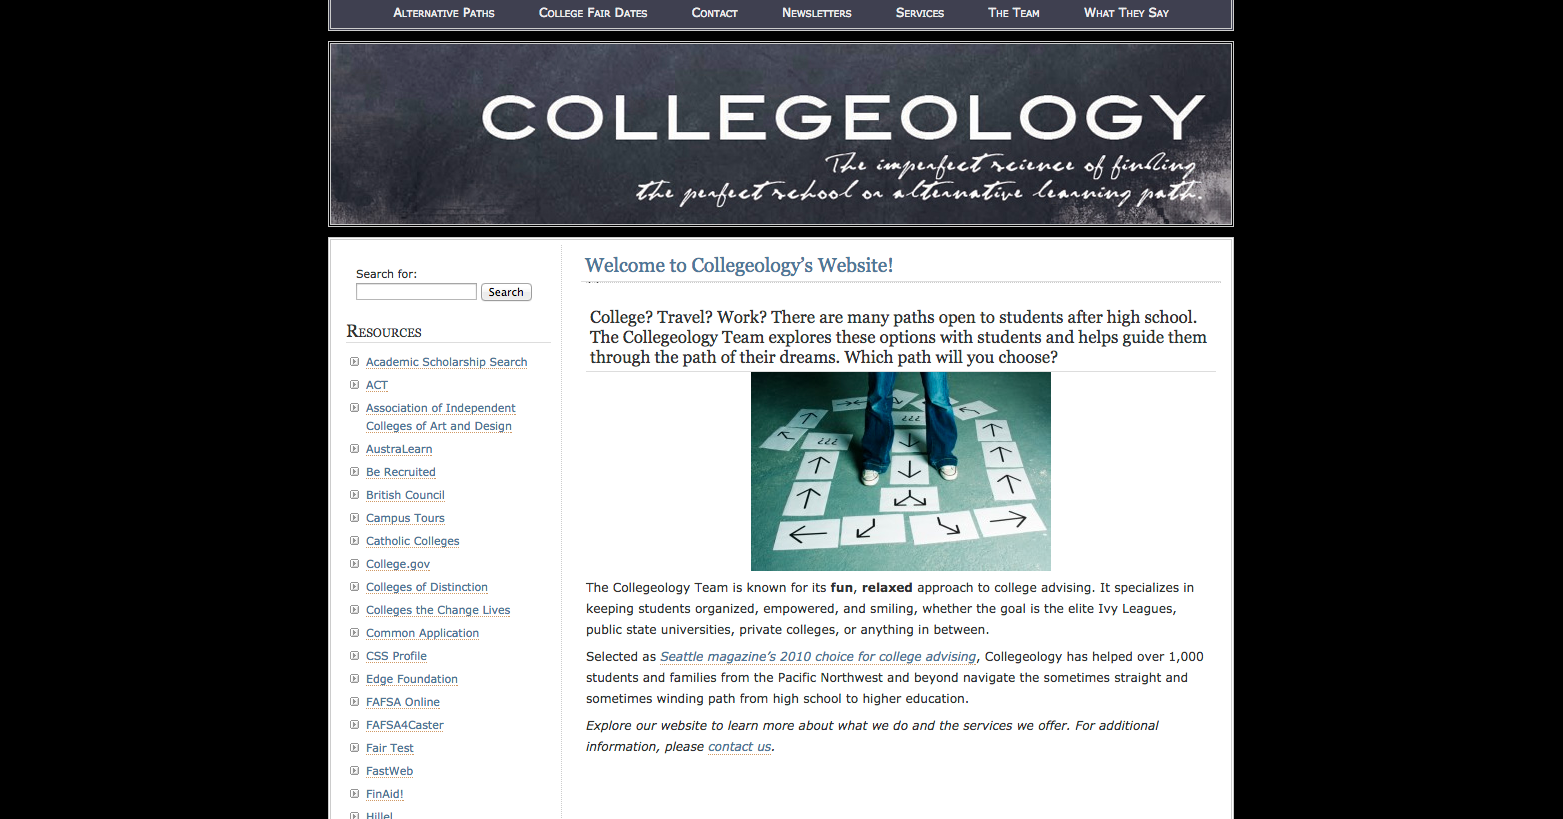 Alternative Paths College Fair Dates Contact Newsletters Services The Team What They Say
COLLEGEOLOGY
The imperfect science of finding
the perfect school or alternative learning path.
Search for:
Search
Resources
Academic Scholarship Search
ACT
Association of Independent
Colleges of Art and Design
AustraLearn
Be Recruited
British Council
Campus Tours
Catholic Colleges
College.gov
Colleges of Distinction
Colleges the Change Lives
Common Application
CSS Profile
Edge Foundation
FAFSA Online
FAFSA4Caster
Fair Test
FastWeb
FinAid!
Hillel
Welcome to Collegeology's Website!
College? Travel? Work? There are many paths open to students after high school.
The Collegeology Team explores these options with students and helps guide them
through the path of their dreams. Which path will you choose?
???
???
The Collegeology Team is known for its fun, relaxed approach to college advising. It specializes in
keeping students organized, empowered, and smiling, whether the goal is the elite Ivy Leagues,
public state universities, private colleges, or anything in between.
Selected as Seattle magazine's 2010 choice for college advising, Collegeology has helped over 1,000
students and families from the Pacific Northwest and beyond navigate the sometimes straight and
sometimes winding path from high school to higher education.
Explore our website to learn more about what we do and the services we offer. For additional
information, please contact us.